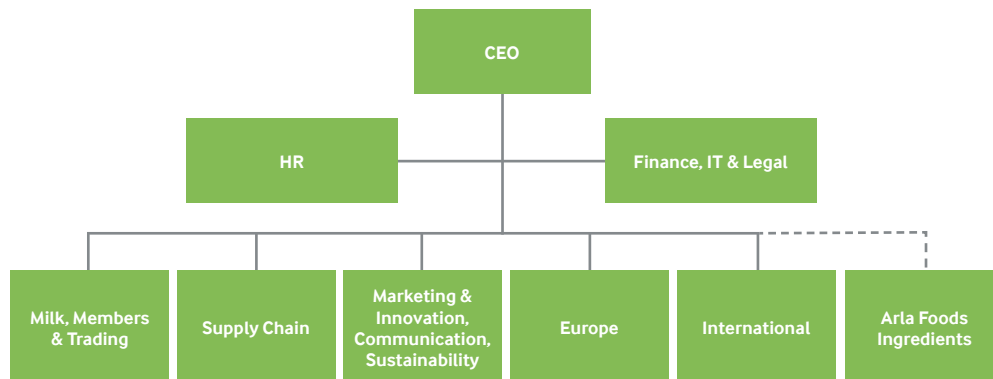 CEO
HR
Finance, IT & Legal
Milk, Members
& Trading
Supply Chain
Marketing &
Innovation,
Communication,
Sustainability
Europe
International
Arla Foods
Ingredients